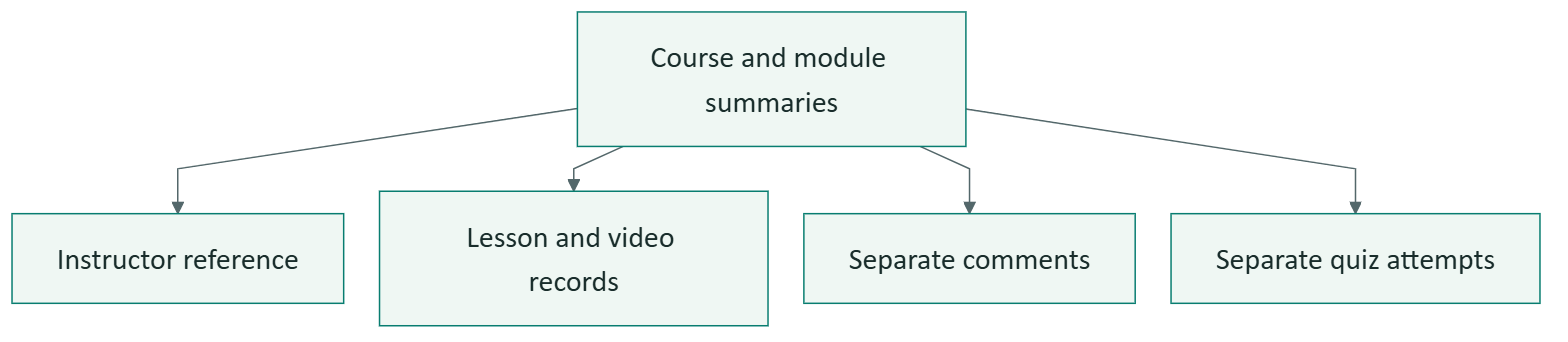 Course and module
summaries
Instructor reference
Lesson and video
records
Separate comments
Separate quiz attempts